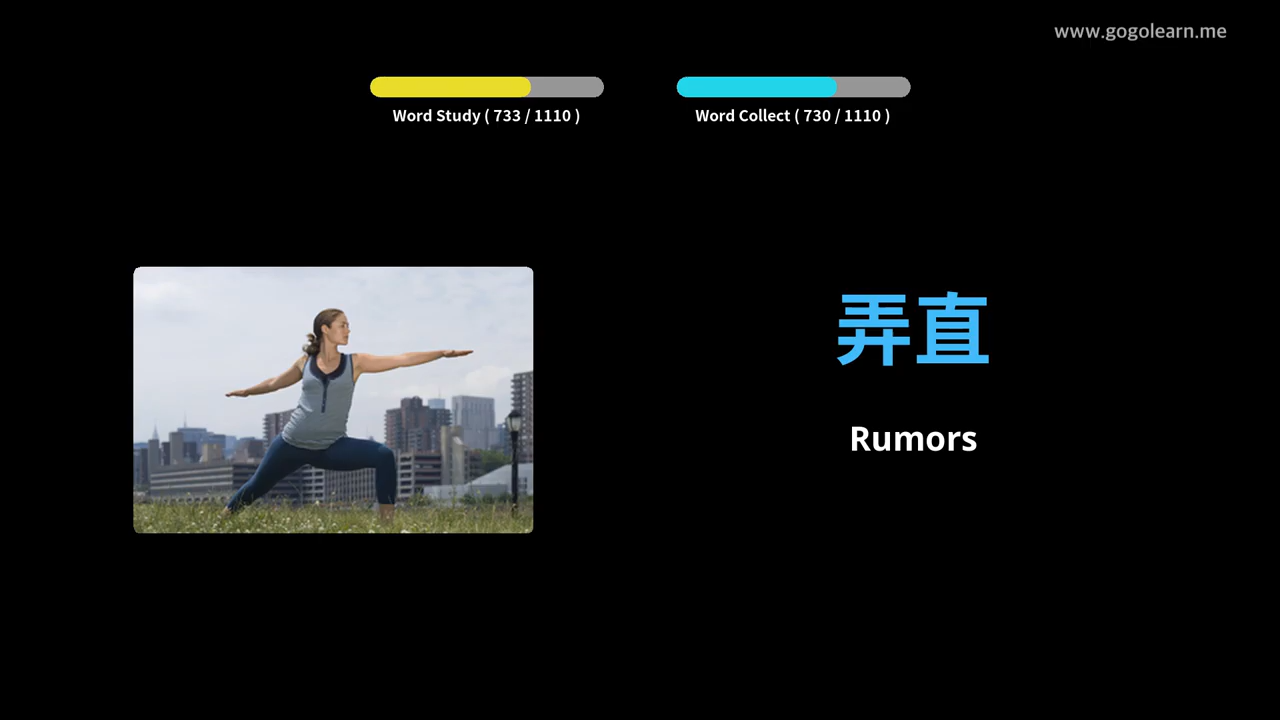 www.gogolearn.me
Word Study ( 733 / 1110 )
Word Collect ( 730 / 1110 )
弄直
Rumors